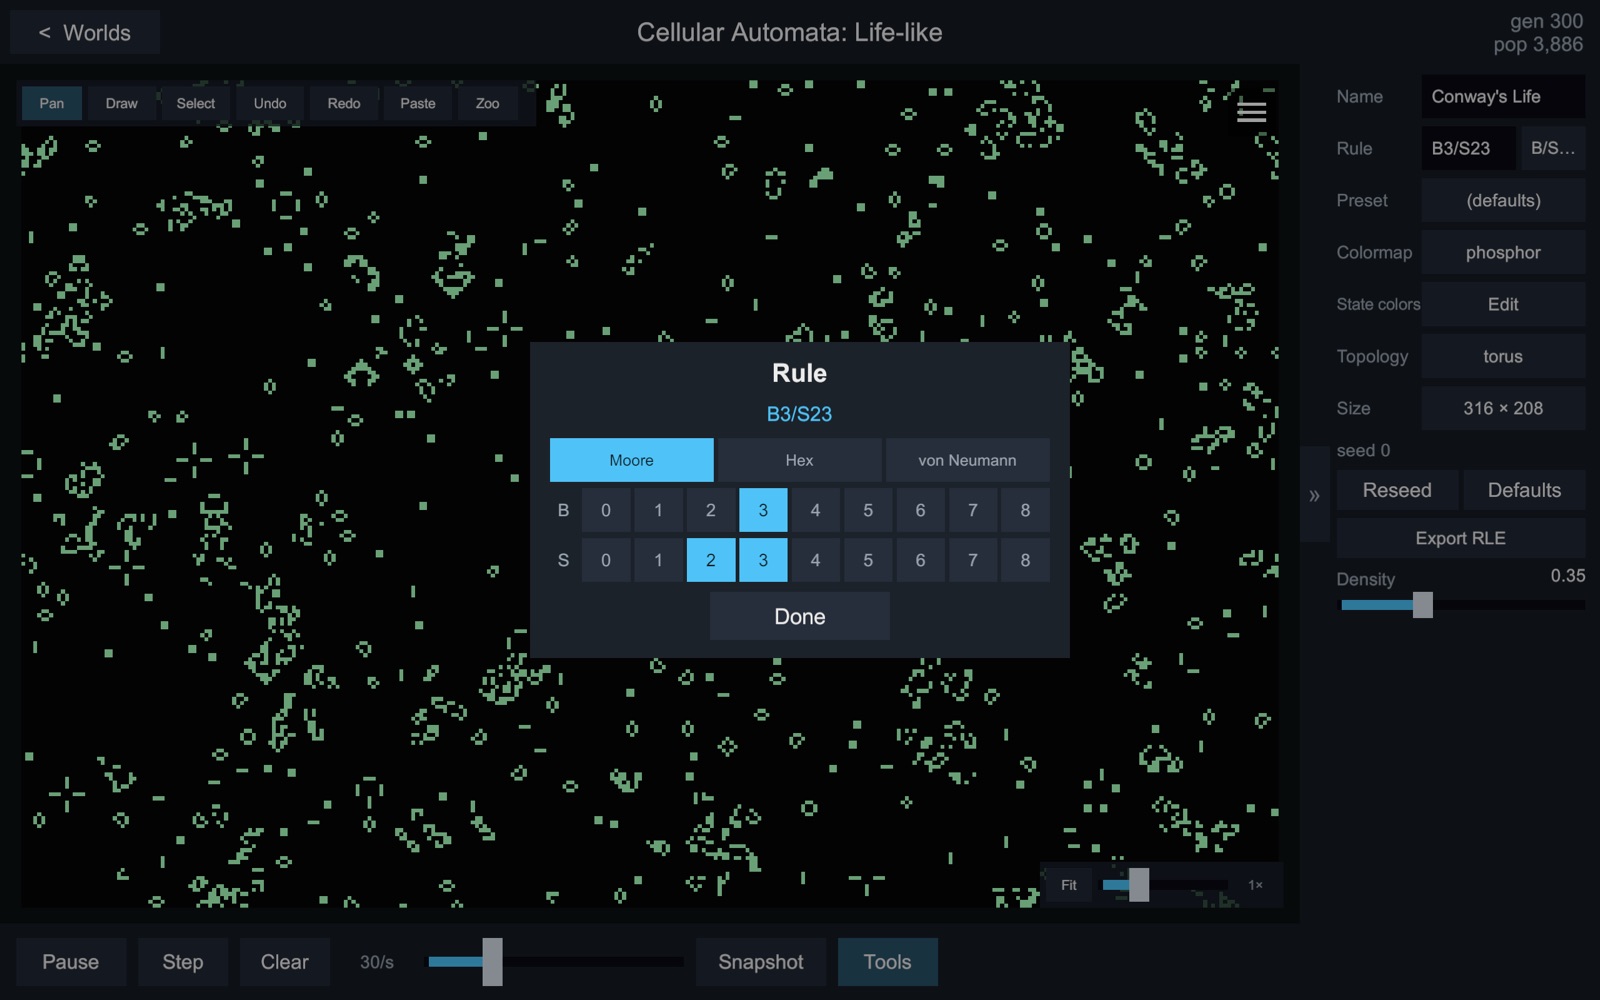 < Worlds
Cellular Automata: Life-like
gen 300
pop 3,886
Pan Draw Select Undo Redo Paste Zoo
Name Conway's Life
Rule B3/S23 B/S...
Preset (defaults)
Colormap phosphor
State colors Edit
Topology torus
Size 316 × 208
seed 0
Reseed Defaults
Export RLE
Density 0.35
»
Rule
B3/S23
Moore Hex von Neumann
B 0 1 2 3 4 5 6 7 8
S 0 1 2 3 4 5 6 7 8
Done
Fit 1×
Pause Step Clear 30/s Snapshot Tools